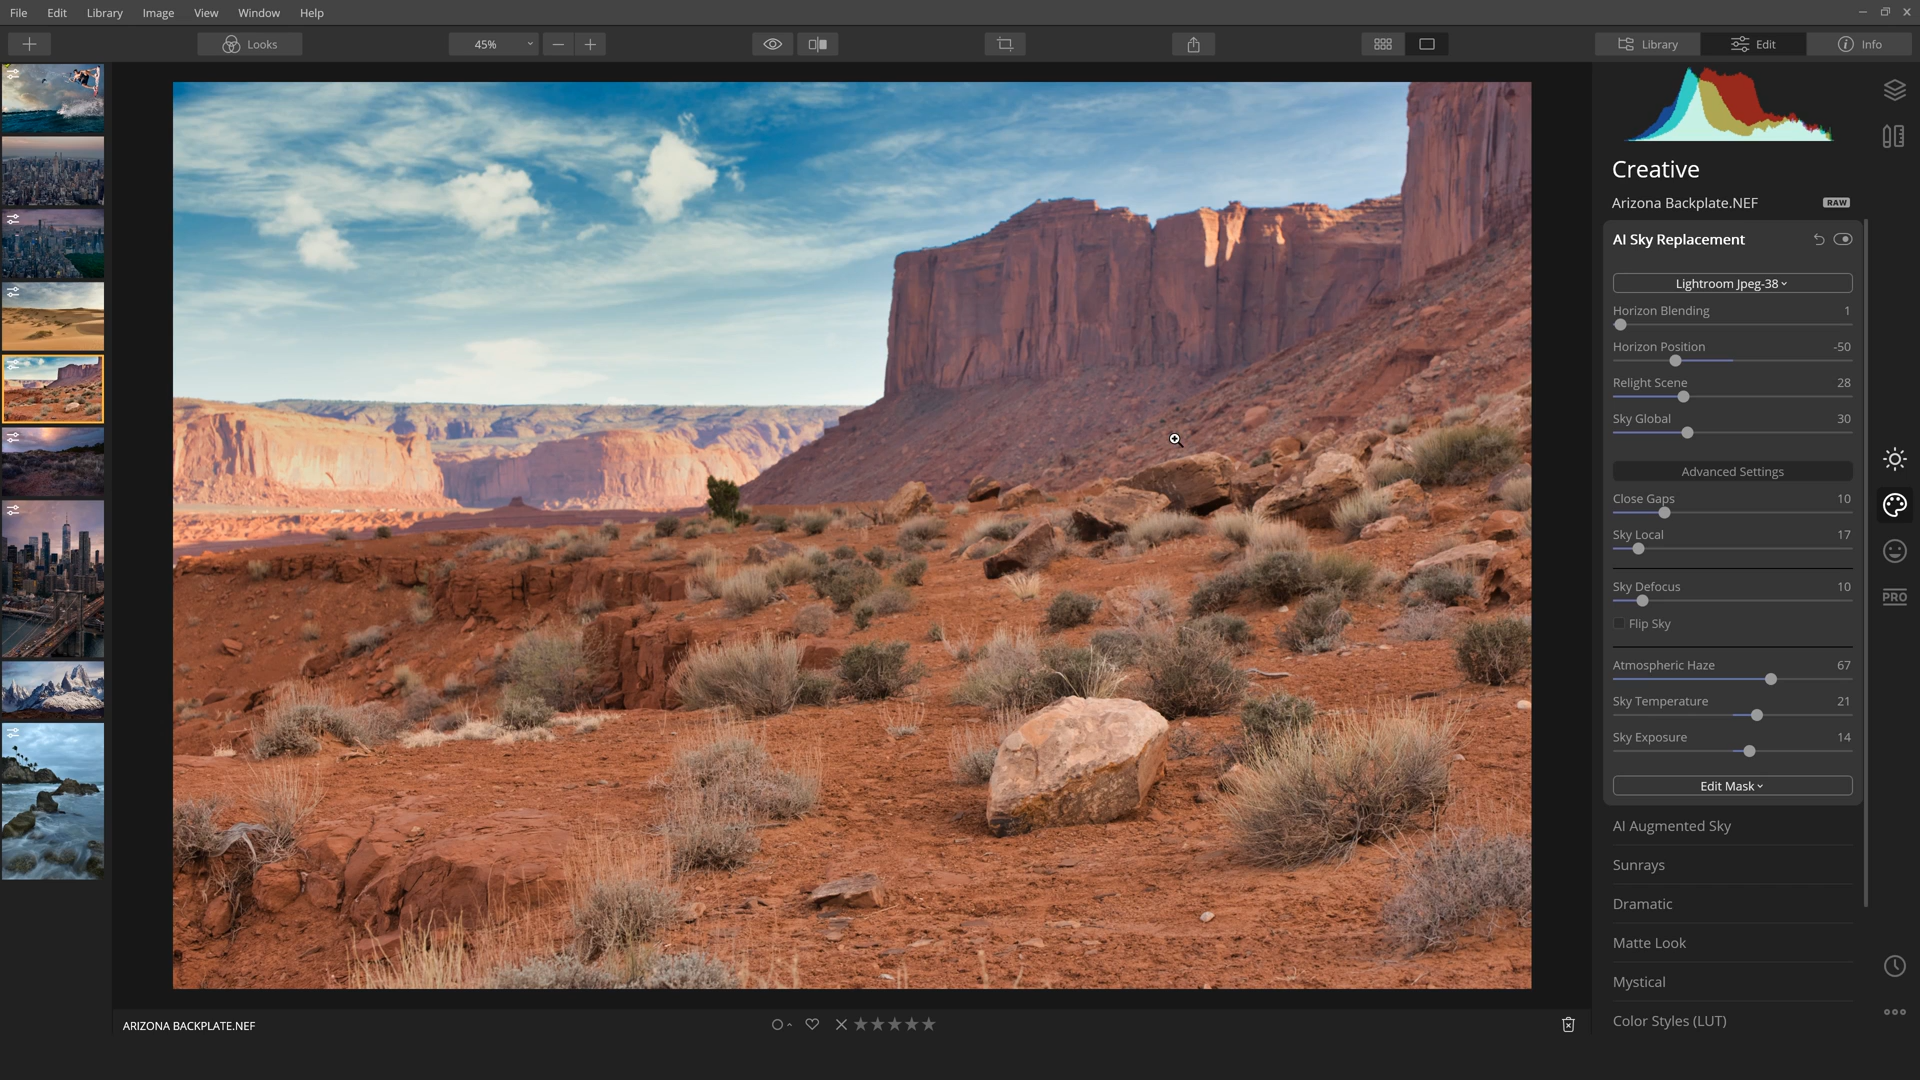 File Edit Library Image View Window Help
Looks 45% Library Edit Info
Creative
Arizona Backplate.NEF RAW
AI Sky Replacement
Lightroom Jpeg-38
Horizon Blending 1
Horizon Position -50
Relight Scene 28
Sky Global 30
Advanced Settings
Close Gaps 10
Sky Local 17
Sky Defocus 10
Flip Sky
Atmospheric Haze 67
Sky Temperature 21
Sky Exposure 14
Edit Mask
AI Augmented Sky
Sunrays
Dramatic
Matte Look
Mystical
Color Styles (LUT)
PRO
ARIZONA BACKPLATE.NEF